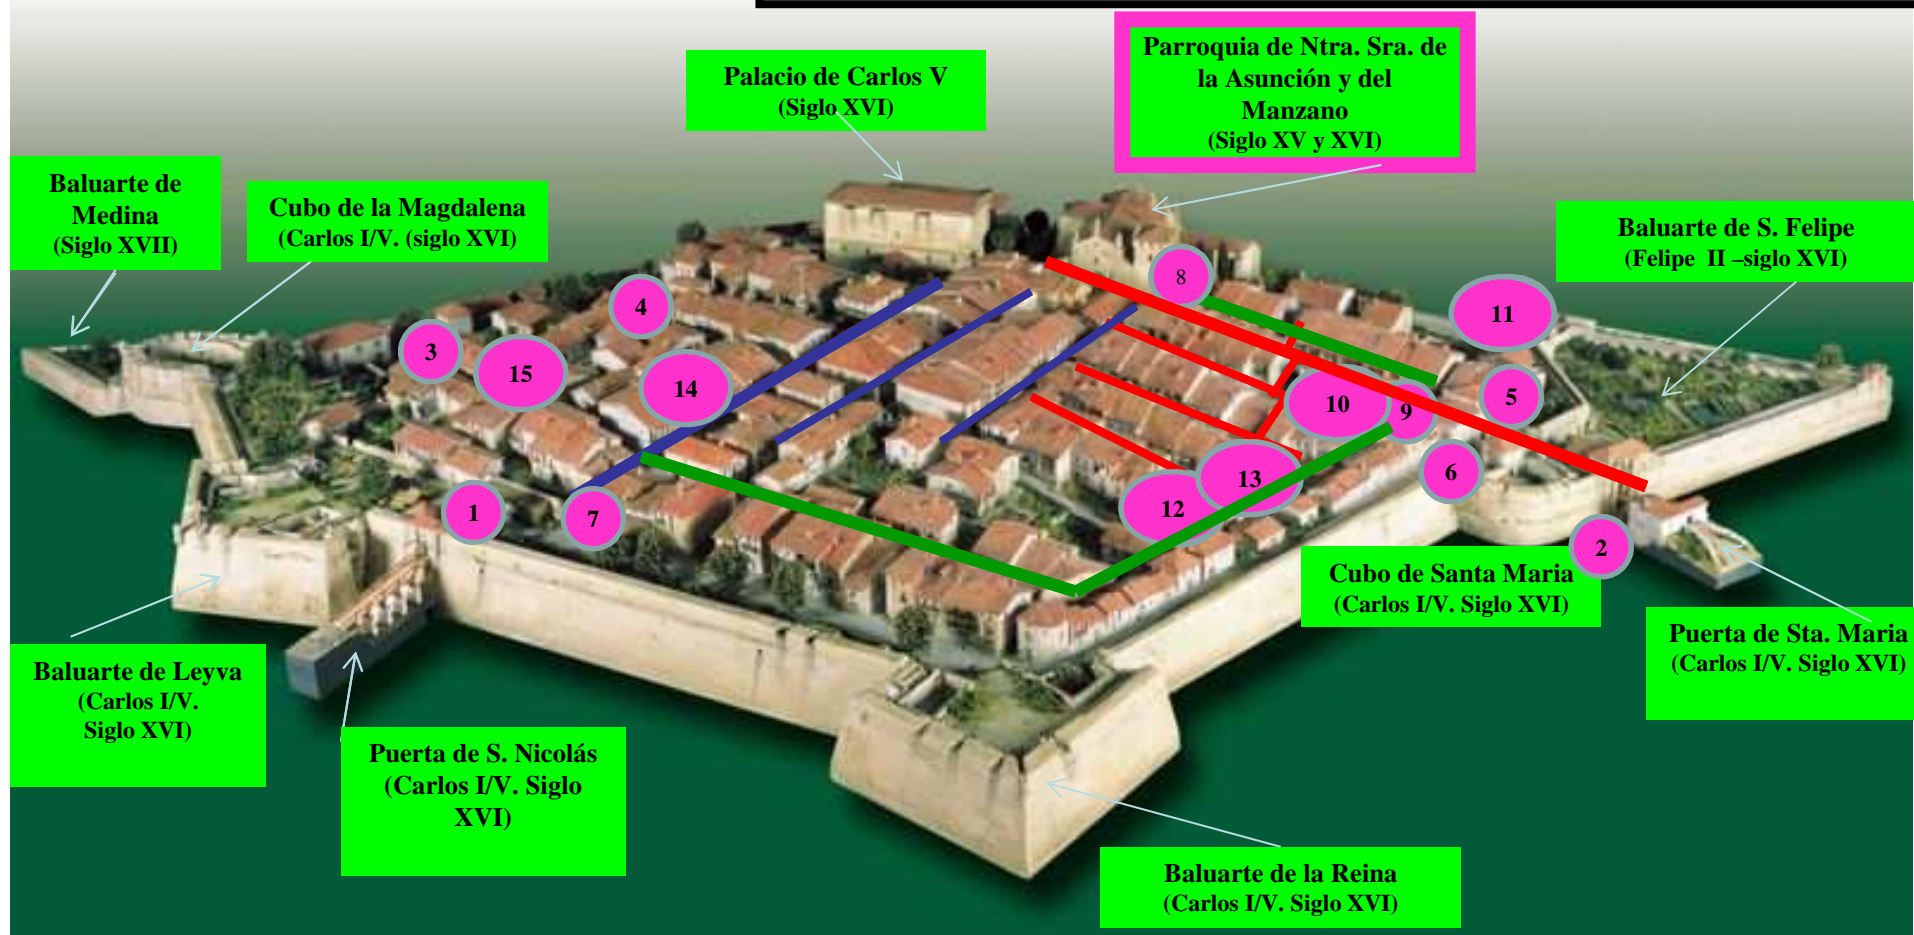 Parroquia de Ntra. Sra. de
la Asunción y del
Manzano
(Siglo XV y XVI)
Palacio de Carlos V
(Siglo XVI)
Baluarte de
Medina
(Siglo XVII)
Cubo de la Magdalena
(Carlos I/V. (siglo XVI)
Baluarte de S. Felipe
(Felipe II –siglo XVI)
8
4
11
3
15
14
10
9
5
13
6
12
1
7
2
Cubo de Santa Maria
(Carlos I/V. Siglo XVI)
Puerta de Sta. Maria
(Carlos I/V. Siglo XVI)
Baluarte de Leyva
(Carlos I/V.
Siglo XVI)
Puerta de S. Nicolás
(Carlos I/V. Siglo
XVI)
Baluarte de la Reina
(Carlos I/V. Siglo XVI)